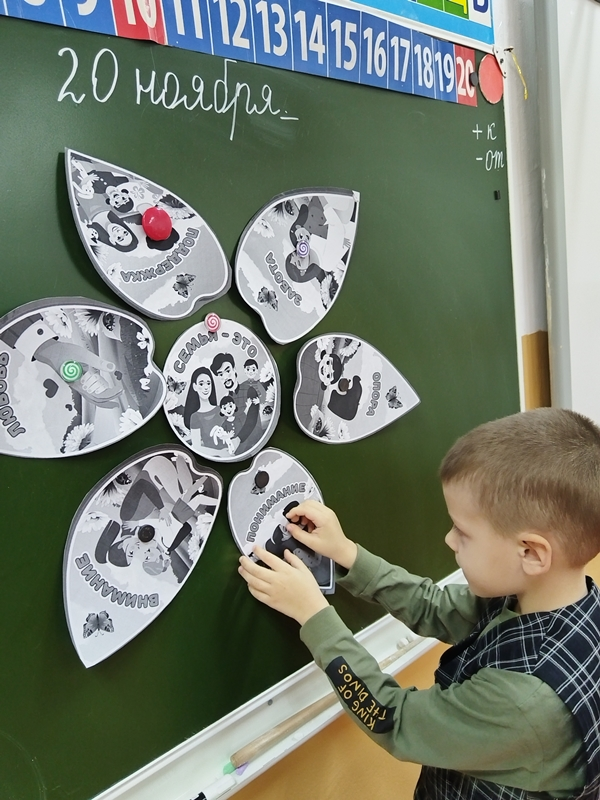 10 11 12 13 14 15 16 17 18 19 20
20 ноября
+ к
- от
ПОДДЕРЖКА
ЗАБОТА
СЕМЬЯ - ЭТО
ЛЮБОВЬ
ОПОРА
ПОНИМАНИЕ
ВНИМАНИЕ
KING OF
THE DINOS